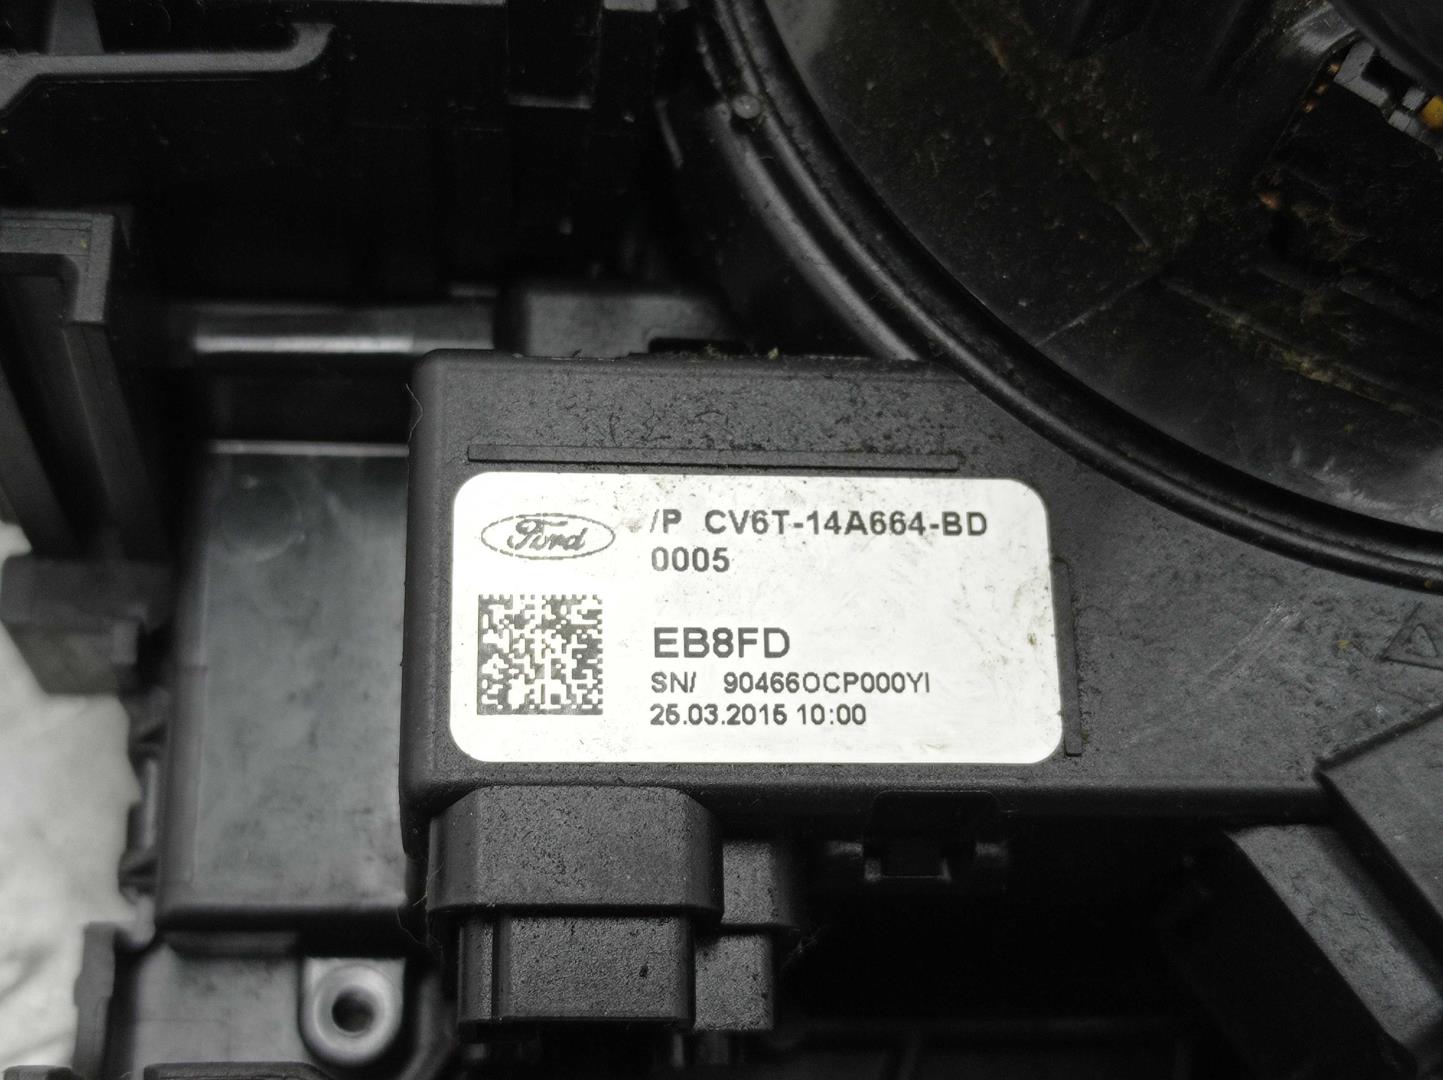 Ford
/P CV6T-14A664-BD
0005
EB8FD
SN/ 90466OCP000YI
25.03.2015 10:00